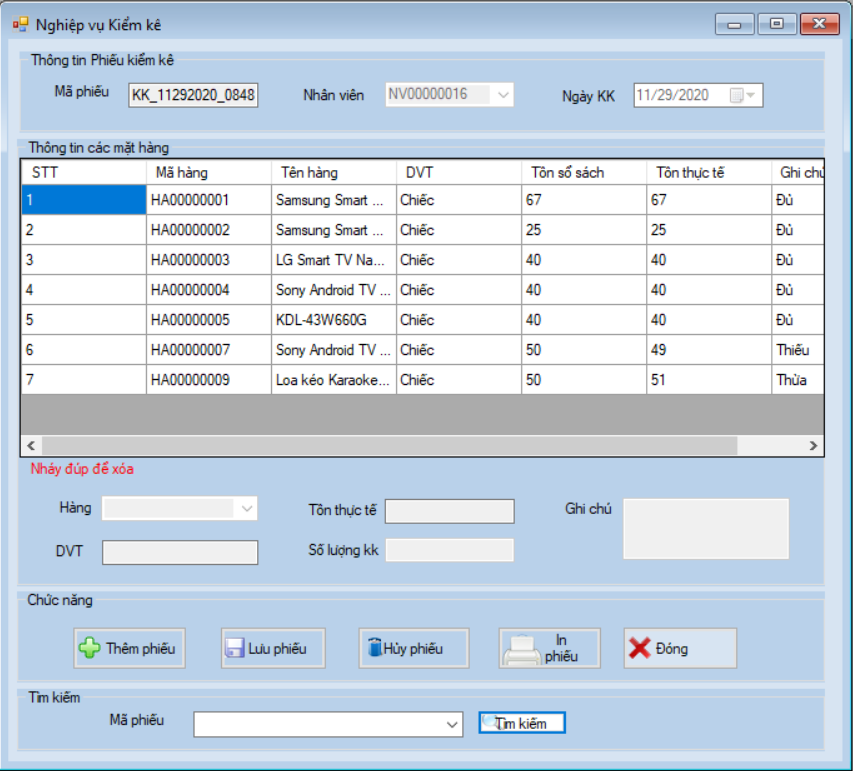 Nghiệp vụ Kiểm kê
Thông tin Phiếu kiểm kê
Mã phiếu KK_11292020_0848 Nhân viên NV00000016 Ngày KK 11/29/2020
Thông tin các mặt hàng
STT Mã hàng Tên hàng DVT Tồn sổ sách Tồn thực tế Ghi chú
1 HA00000001 Samsung Smart ... Chiếc 67 67 Đủ
2 HA00000002 Samsung Smart ... Chiếc 25 25 Đủ
3 HA00000003 LG Smart TV Na... Chiếc 40 40 Đủ
4 HA00000004 Sony Android TV ... Chiếc 40 40 Đủ
5 HA00000005 KDL-43W660G Chiếc 40 40 Đủ
6 HA00000007 Sony Android TV ... Chiếc 50 49 Thiếu
7 HA00000009 Loa kéo Karaoke... Chiếc 50 51 Thừa
Nháy đúp để xóa
Hàng Tồn thực tế Ghi chú
DVT Số lượng kk
Chức năng
Thêm phiếu Lưu phiếu Hủy phiếu In phiếu Đóng
Tìm kiếm
Mã phiếu Tìm kiếm